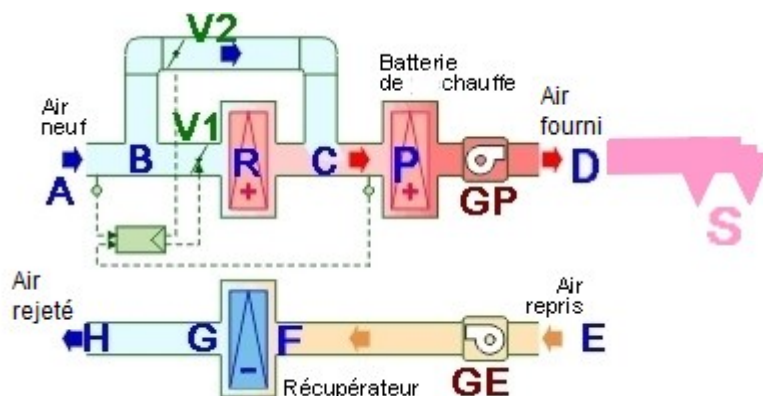 V2
Batterie
de chauffe
Air
neuf
V1
Air
fourni
A
B
R
+
C
P
+
GP
D
S
Air
rejeté
Air
repris
H
G
-
F
GE
E
Récupérateur